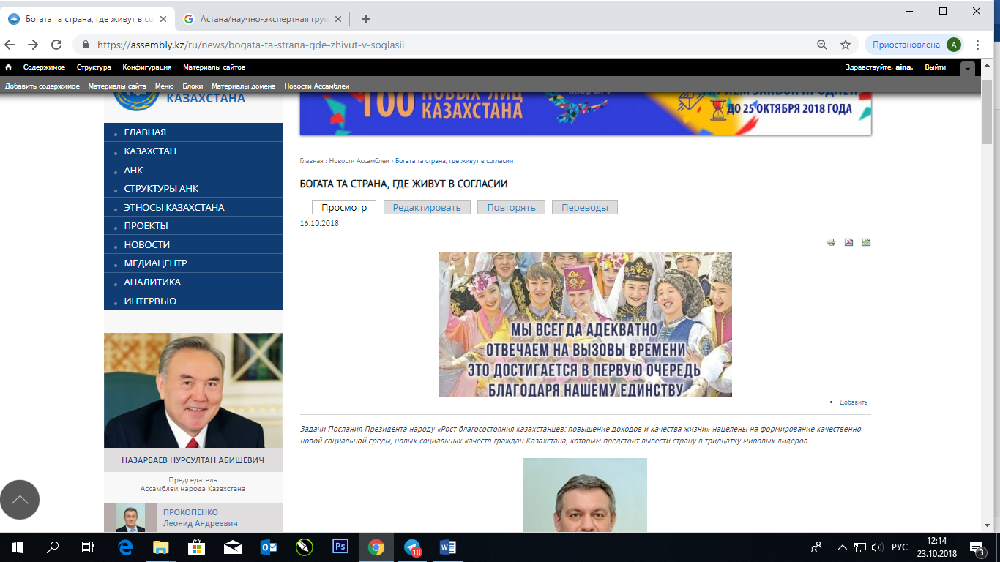 Богата та страна, где живут в со
Астана/научно-экспертная груп
https://assembly.kz/ru/news/bogata-ta-strana-gde-zhivut-v-soglasii
Приостановлена
A
Содержимое Структура Конфигурация Материалы сайтов
Здравствуйте, aina. Выйти
Добавить содержимое Материалы сайта Меню Блоки Материалы домена Новости Ассамблеи
КАЗАХСТАНА
100 НОВЫХ ЛИЦ
КАЗАХСТАНА
ДО 25 ОКТЯБРЯ 2018 ГОДА
ГЛАВНАЯ
КАЗАХСТАН
АНК
СТРУКТУРЫ АНК
ЭТНОСЫ КАЗАХСТАНА
ПРОЕКТЫ
НОВОСТИ
МЕДИАЦЕНТР
АНАЛИТИКА
ИНТЕРВЬЮ
НАЗАРБАЕВ НУРСУЛТАН АБИШЕВИЧ
Председатель
Ассамблеи народа Казахстана
ПРОКОПЕНКО
Леонид Андреевич
Главная › Новости Ассамблеи › Богата та страна, где живут в согласии
БОГАТА ТА СТРАНА, ГДЕ ЖИВУТ В СОГЛАСИИ
Просмотр Редактировать Повторять Переводы
16.10.2018
МЫ ВСЕГДА АДЕКВАТНО
ОТВЕЧАЕМ НА ВЫЗОВЫ ВРЕМЕНИ
ЭТО ДОСТИГАЕТСЯ В ПЕРВУЮ ОЧЕРЕДЬ
БЛАГОДАРЯ НАШЕМУ ЕДИНСТВУ
Добавить
Задачи Послания Президента народу «Рост благосостояния казахстанцев: повышение доходов и качества жизни» нацелены на формирование качественно
новой социальной среды, новых социальных качеств граждан Казахстана, которым предстоит вывести страну в тридцатку мировых лидеров.
Ps
10
РУС
12:14
23.10.2018
3